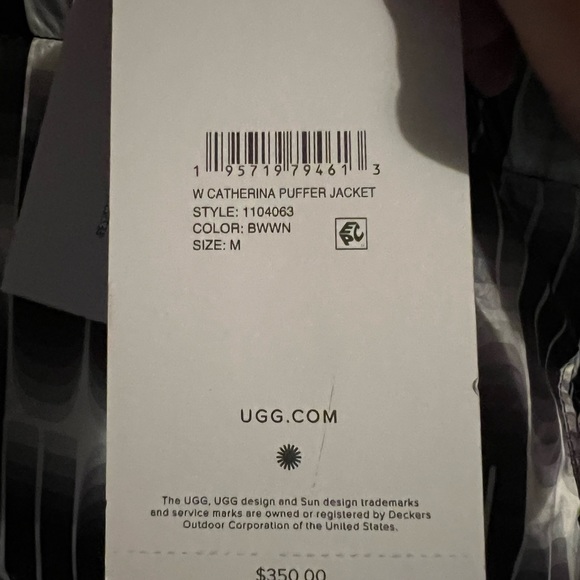 1 95719 79461 3
W CATHERINA PUFFER JACKET
STYLE: 1104063
COLOR: BWWN
SIZE: M
EPC
UGG.COM
The UGG, UGG design and Sun design trademarks
and service marks are owned or registered by Deckers
Outdoor Corporation of the United States.
$350.00